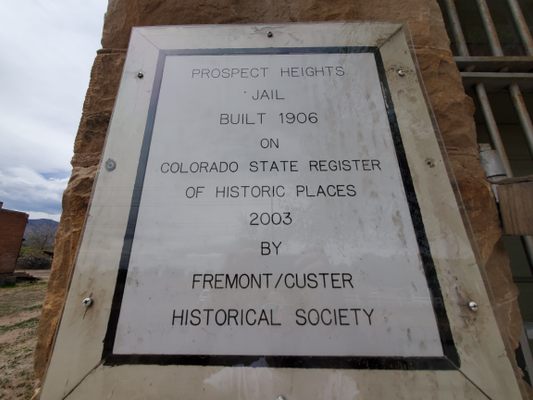 PROSPECT HEIGHTS
JAIL
BUILT 1906
ON
COLORADO STATE REGISTER
OF HISTORIC PLACES
2003
BY
FREMONT/CUSTER
HISTORICAL SOCIETY